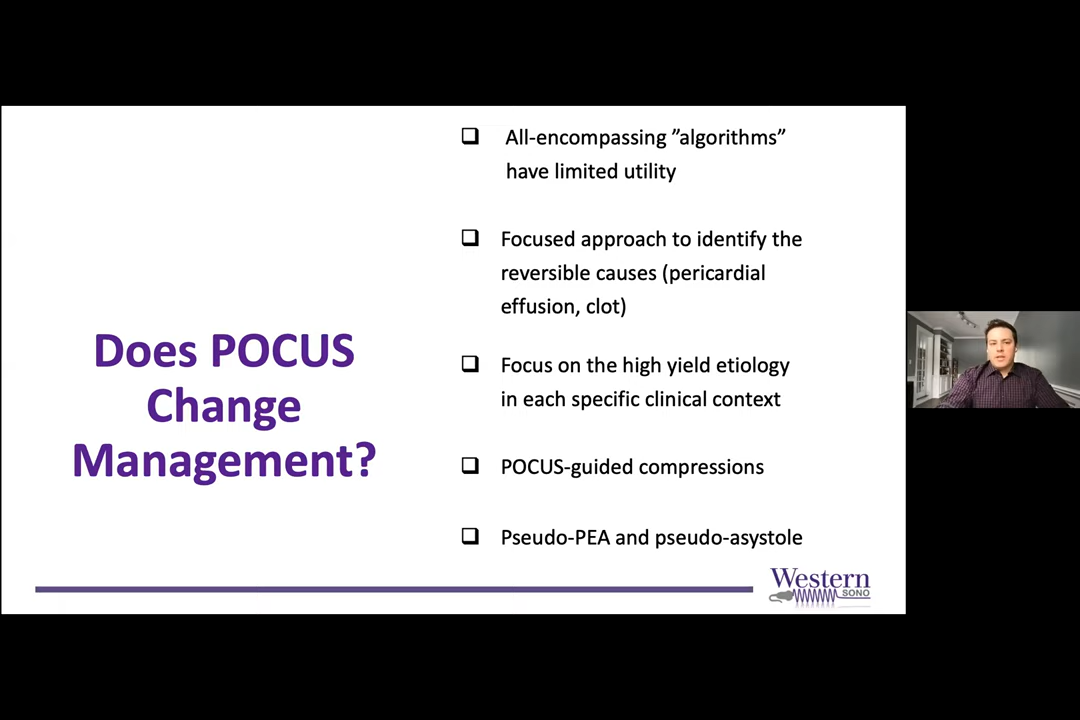 Does POCUS
Change
Management?
❑ All-encompassing ”algorithms”
have limited utility
❑ Focused approach to identify the
reversible causes (pericardial
effusion, clot)
❑ Focus on the high yield etiology
in each specific clinical context
❑ POCUS-guided compressions
❑ Pseudo-PEA and pseudo-asystole
Western
SONO